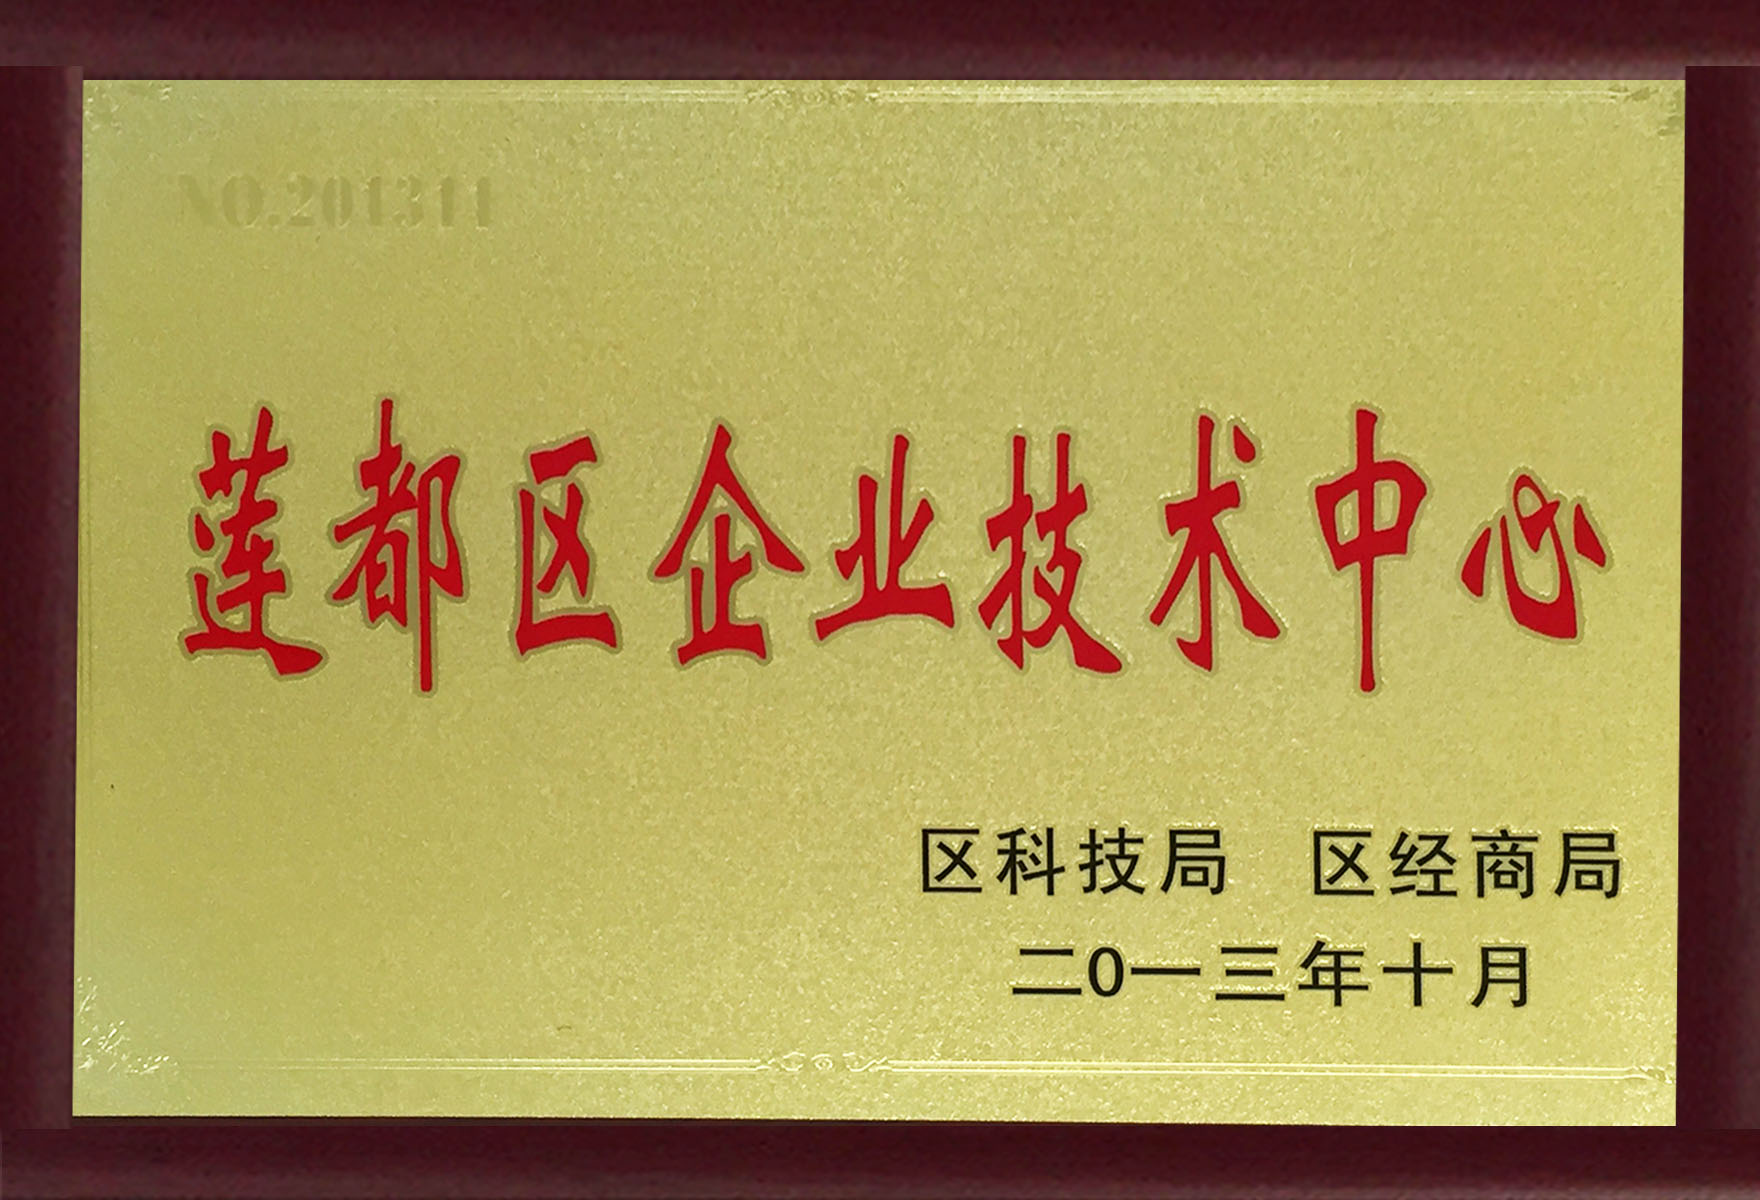 NO.201311
莲都区企业技术中心
区科技局 区经商局
二0一三年十月